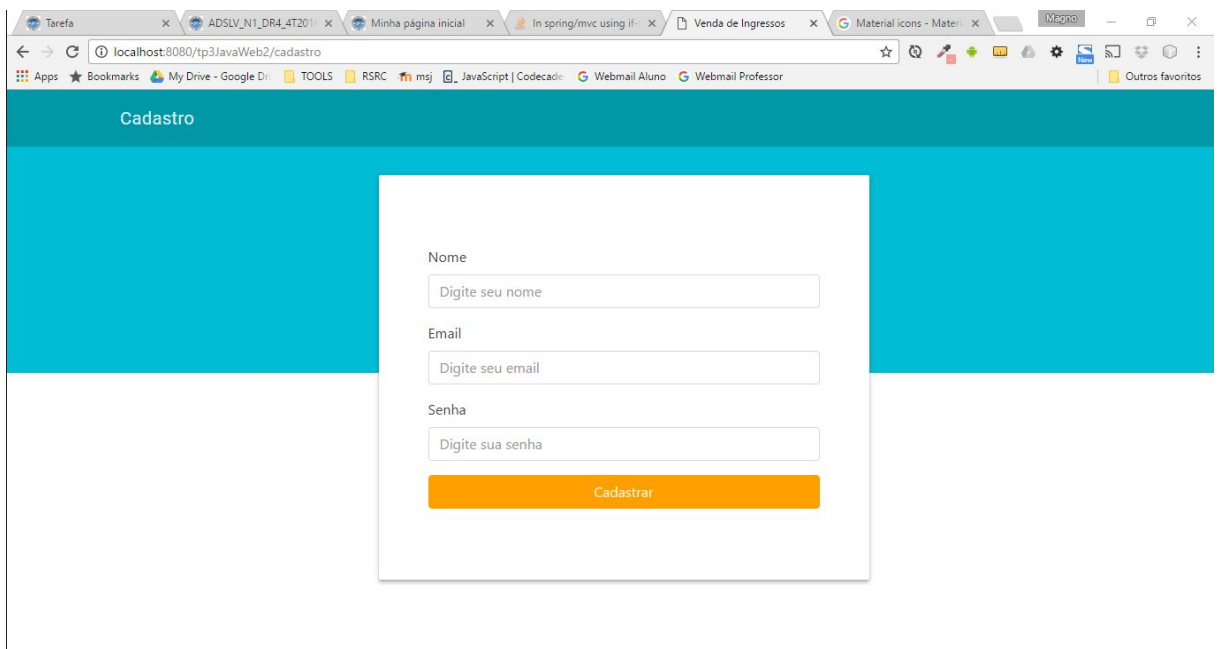 Tarefa ADSLV_N1_DR4_4T201 Minha página inicial In spring/mvc using if- Venda de Ingressos Material icons - Materi Magno
localhost:8080/tp3JavaWeb2/cadastro New
Apps Bookmarks My Drive - Google Dr TOOLS RSRC msj JavaScript | Codecade Webmail Aluno Webmail Professor Outros favoritos
Cadastro
Nome
Digite seu nome
Email
Digite seu email
Senha
Digite sua senha
Cadastrar